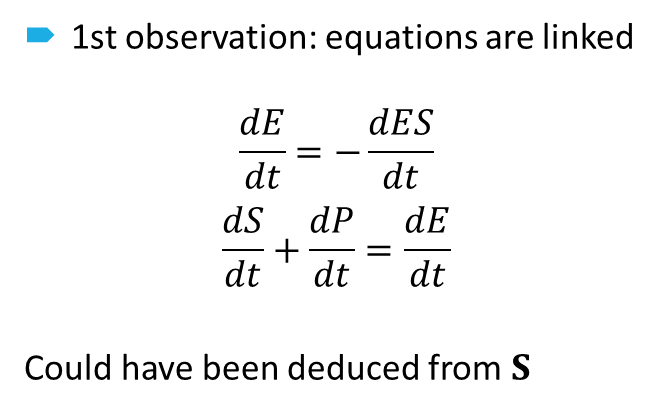 1st observation: equations are linked
dE/dt = − dES/dt
dS/dt + dP/dt = dE/dt
Could have been deduced from S